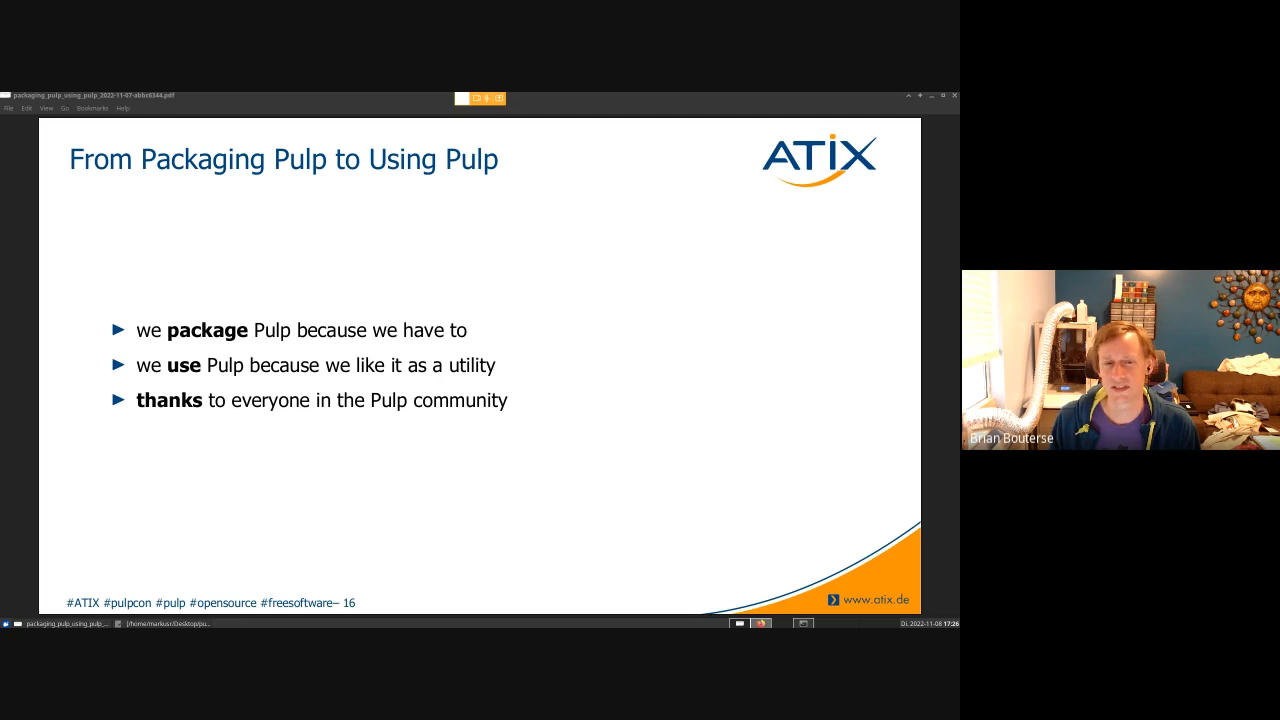 packaging_pulp_using_pulp_2022-11-07-abbc6344.pdf
File Edit View Go Bookmarks Help
From Packaging Pulp to Using Pulp
ATIX
we package Pulp because we have to
we use Pulp because we like it as a utility
thanks to everyone in the Pulp community
Brian Bouterse
#ATIX #pulpcon #pulp #opensource #freesoftware– 16
www.atix.de
packaging_pulp_using_pulp_...
[/home/markusr/Desktop/pu...
Di, 2022-11-08 17:26